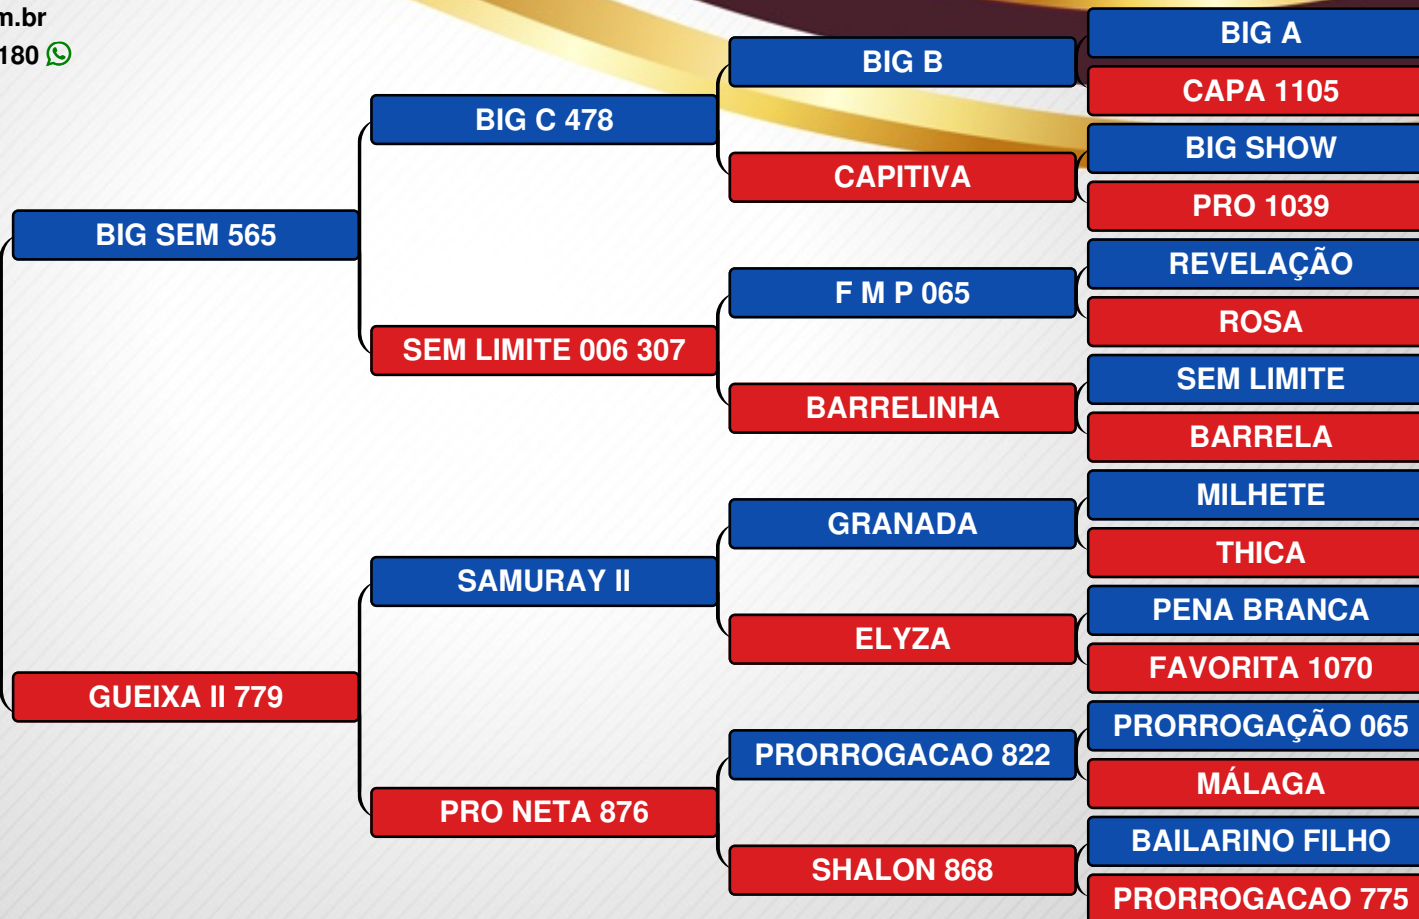 m.br
180
BIG SEM 565
GUEIXA II 779
BIG C 478
SEM LIMITE 006 307
SAMURAY II
PRO NETA 876
BIG B
CAPITIVA
F M P 065
BARRELINHA
GRANADA
ELYZA
PRORROGACAO 822
SHALON 868
BIG A
CAPA 1105
BIG SHOW
PRO 1039
REVELAÇÃO
ROSA
SEM LIMITE
BARRELA
MILHETE
THICA
PENA BRANCA
FAVORITA 1070
PRORROGAÇÃO 065
MÁLAGA
BAILARINO FILHO
PRORROGACAO 775